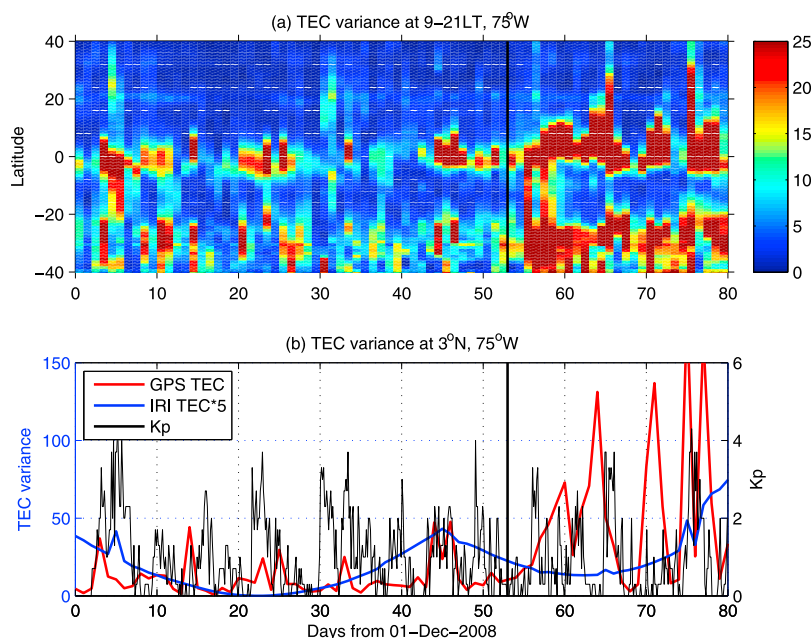 (a) TEC variance at 9−21LT, 75°W
40
20
0
−20
−40
Latitude
0 10 20 30 40 50 60 70 80
25
20
15
10
5
0
(b) TEC variance at 3°N, 75°W
150
100
50
0
TEC variance
GPS TEC
IRI TEC*5
Kp
6
4
2
0
Kp
0 10 20 30 40 50 60 70 80
Days from 01−Dec−2008